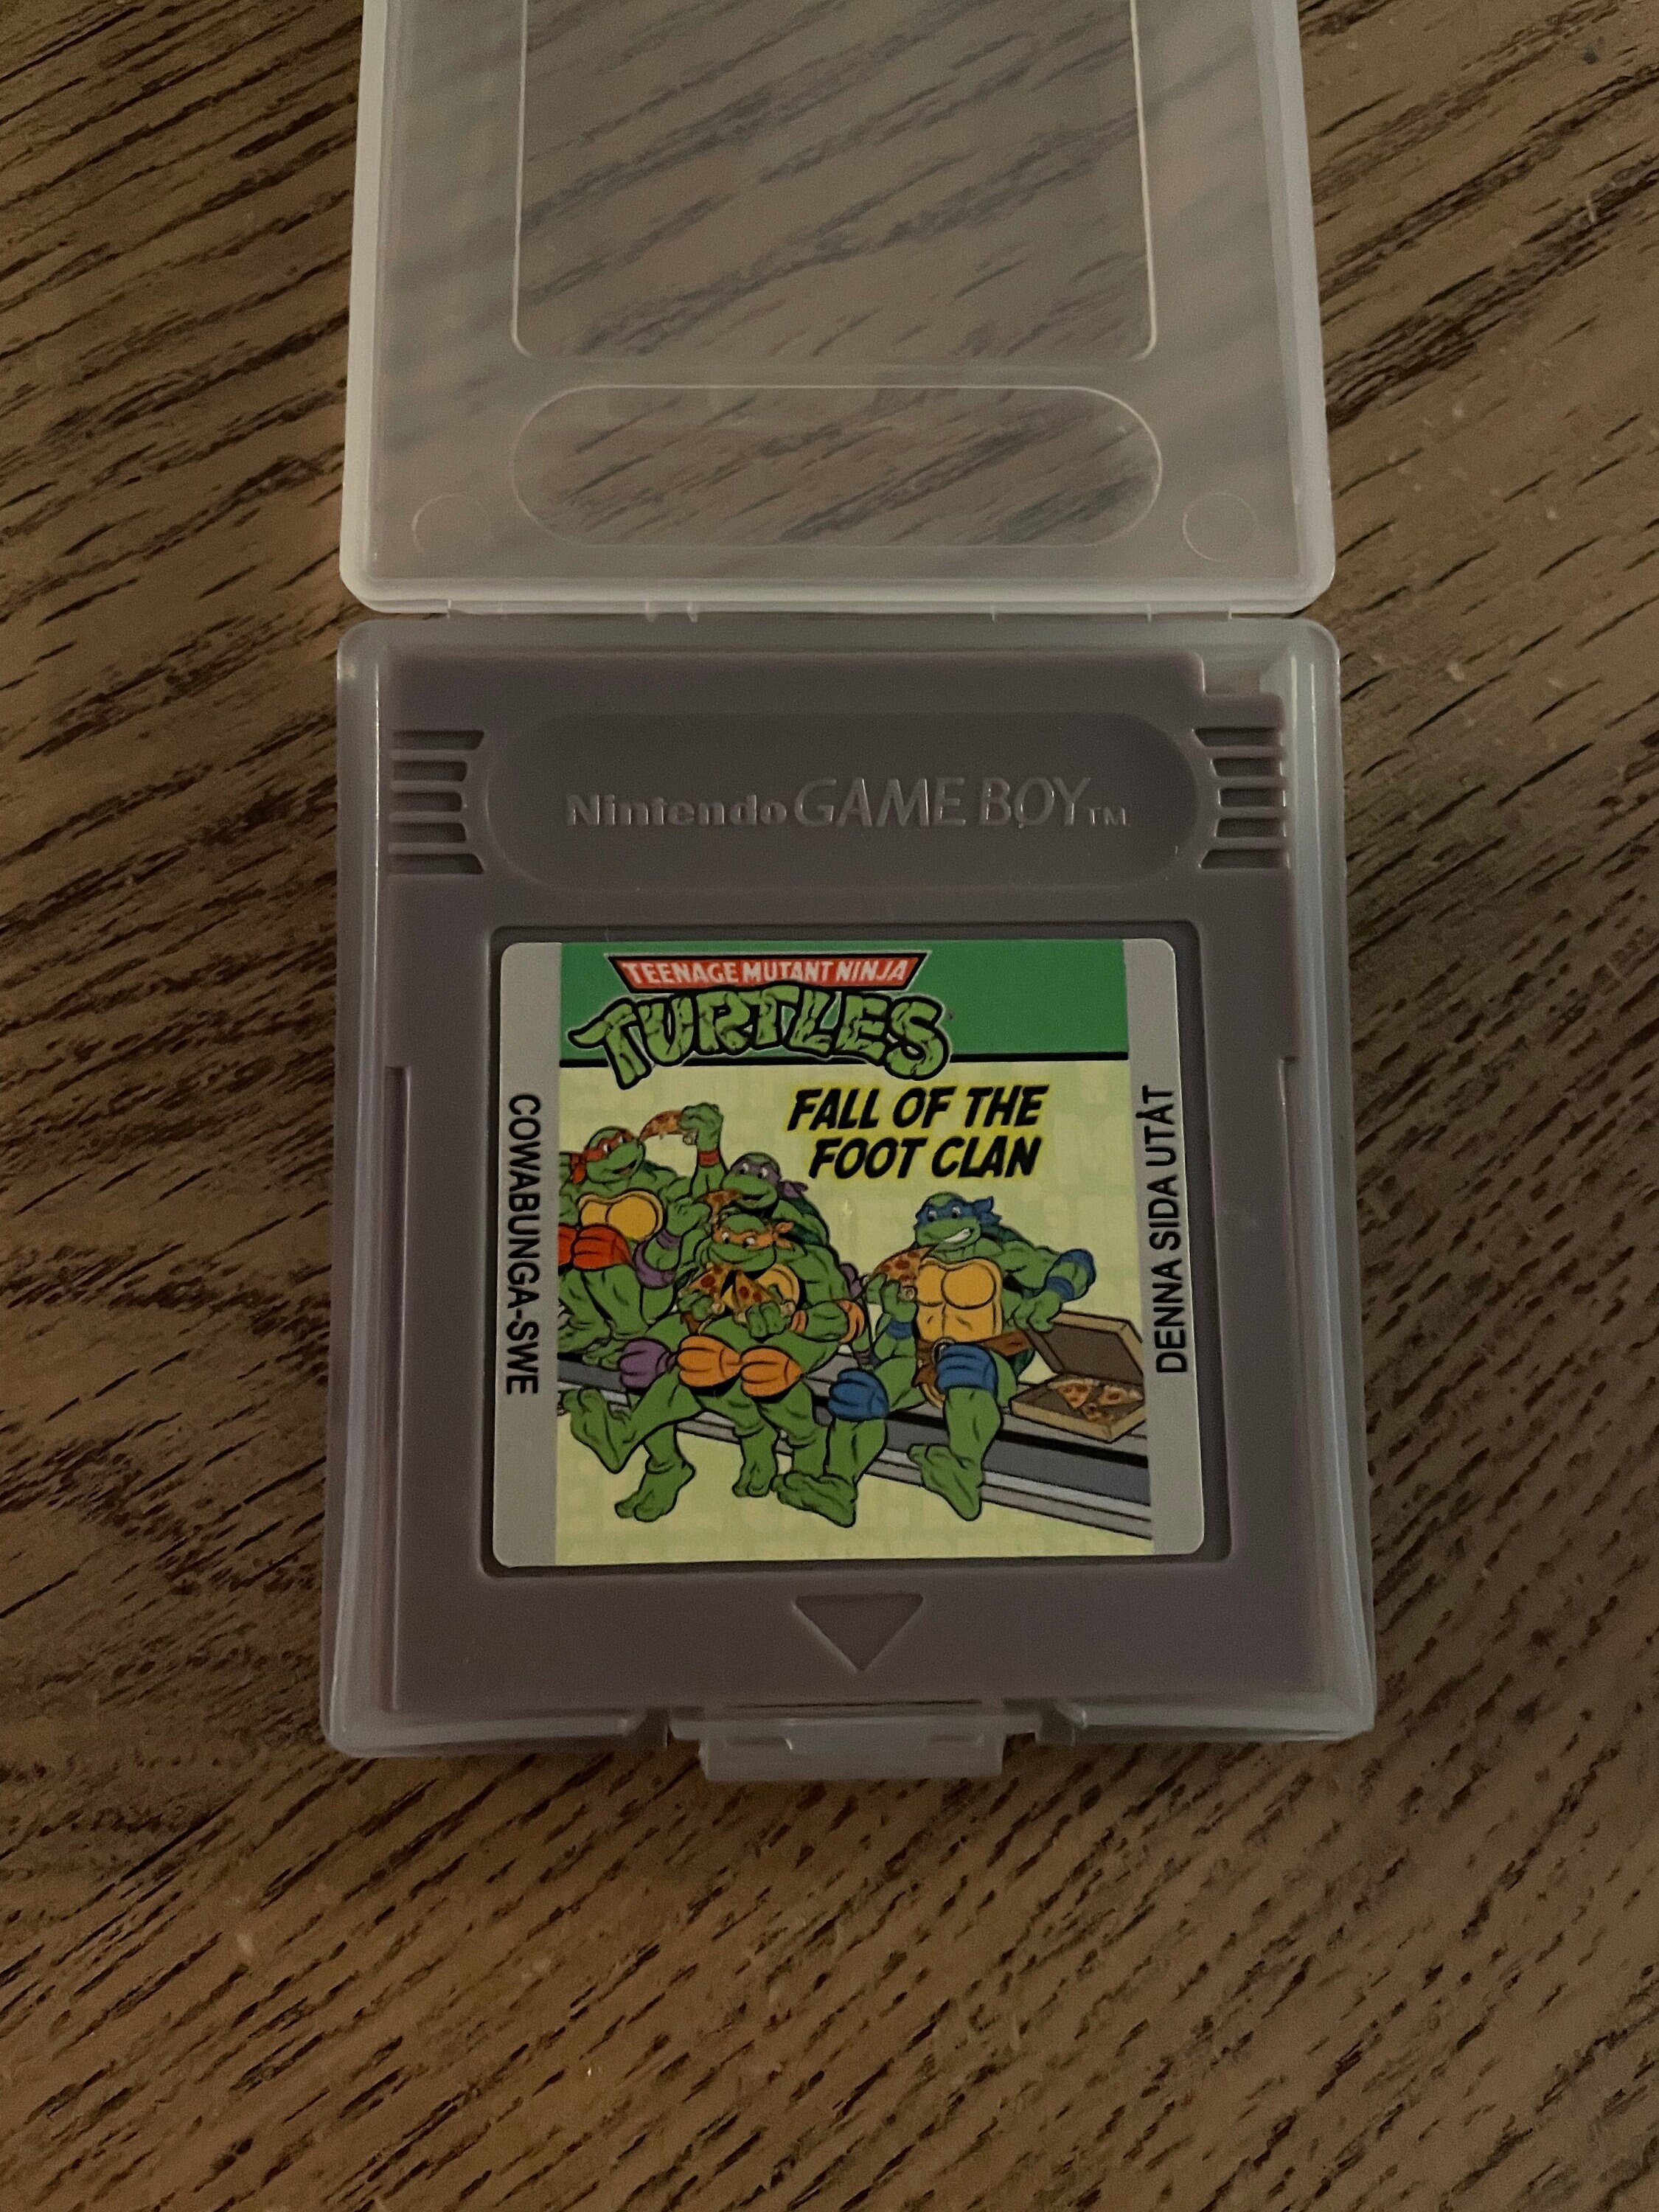 Nintendo GAME BOY TM
TEENAGE MUTANT NINJA
TURTLES
FALL OF THE
FOOT CLAN
COWABUNGA-SWE
DENNA SIDA UTÅT